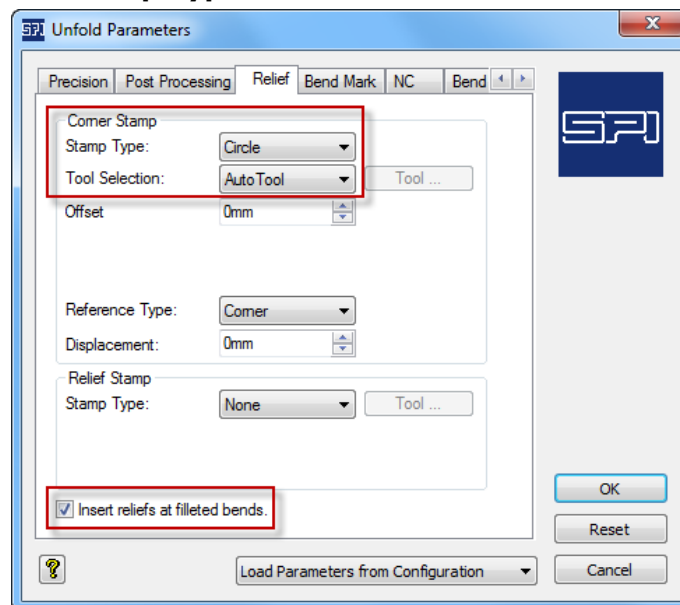 SPI Unfold Parameters
Precision Post Processing Relief Bend Mark NC Bend
SPI
Corner Stamp
Stamp Type: Circle
Tool Selection: AutoTool Tool ...
Offset 0mm
Reference Type: Corner
Displacement: 0mm
Relief Stamp
Stamp Type: None Tool ...
Insert reliefs at filleted bends.
OK
Reset
Load Parameters from Configuration Cancel